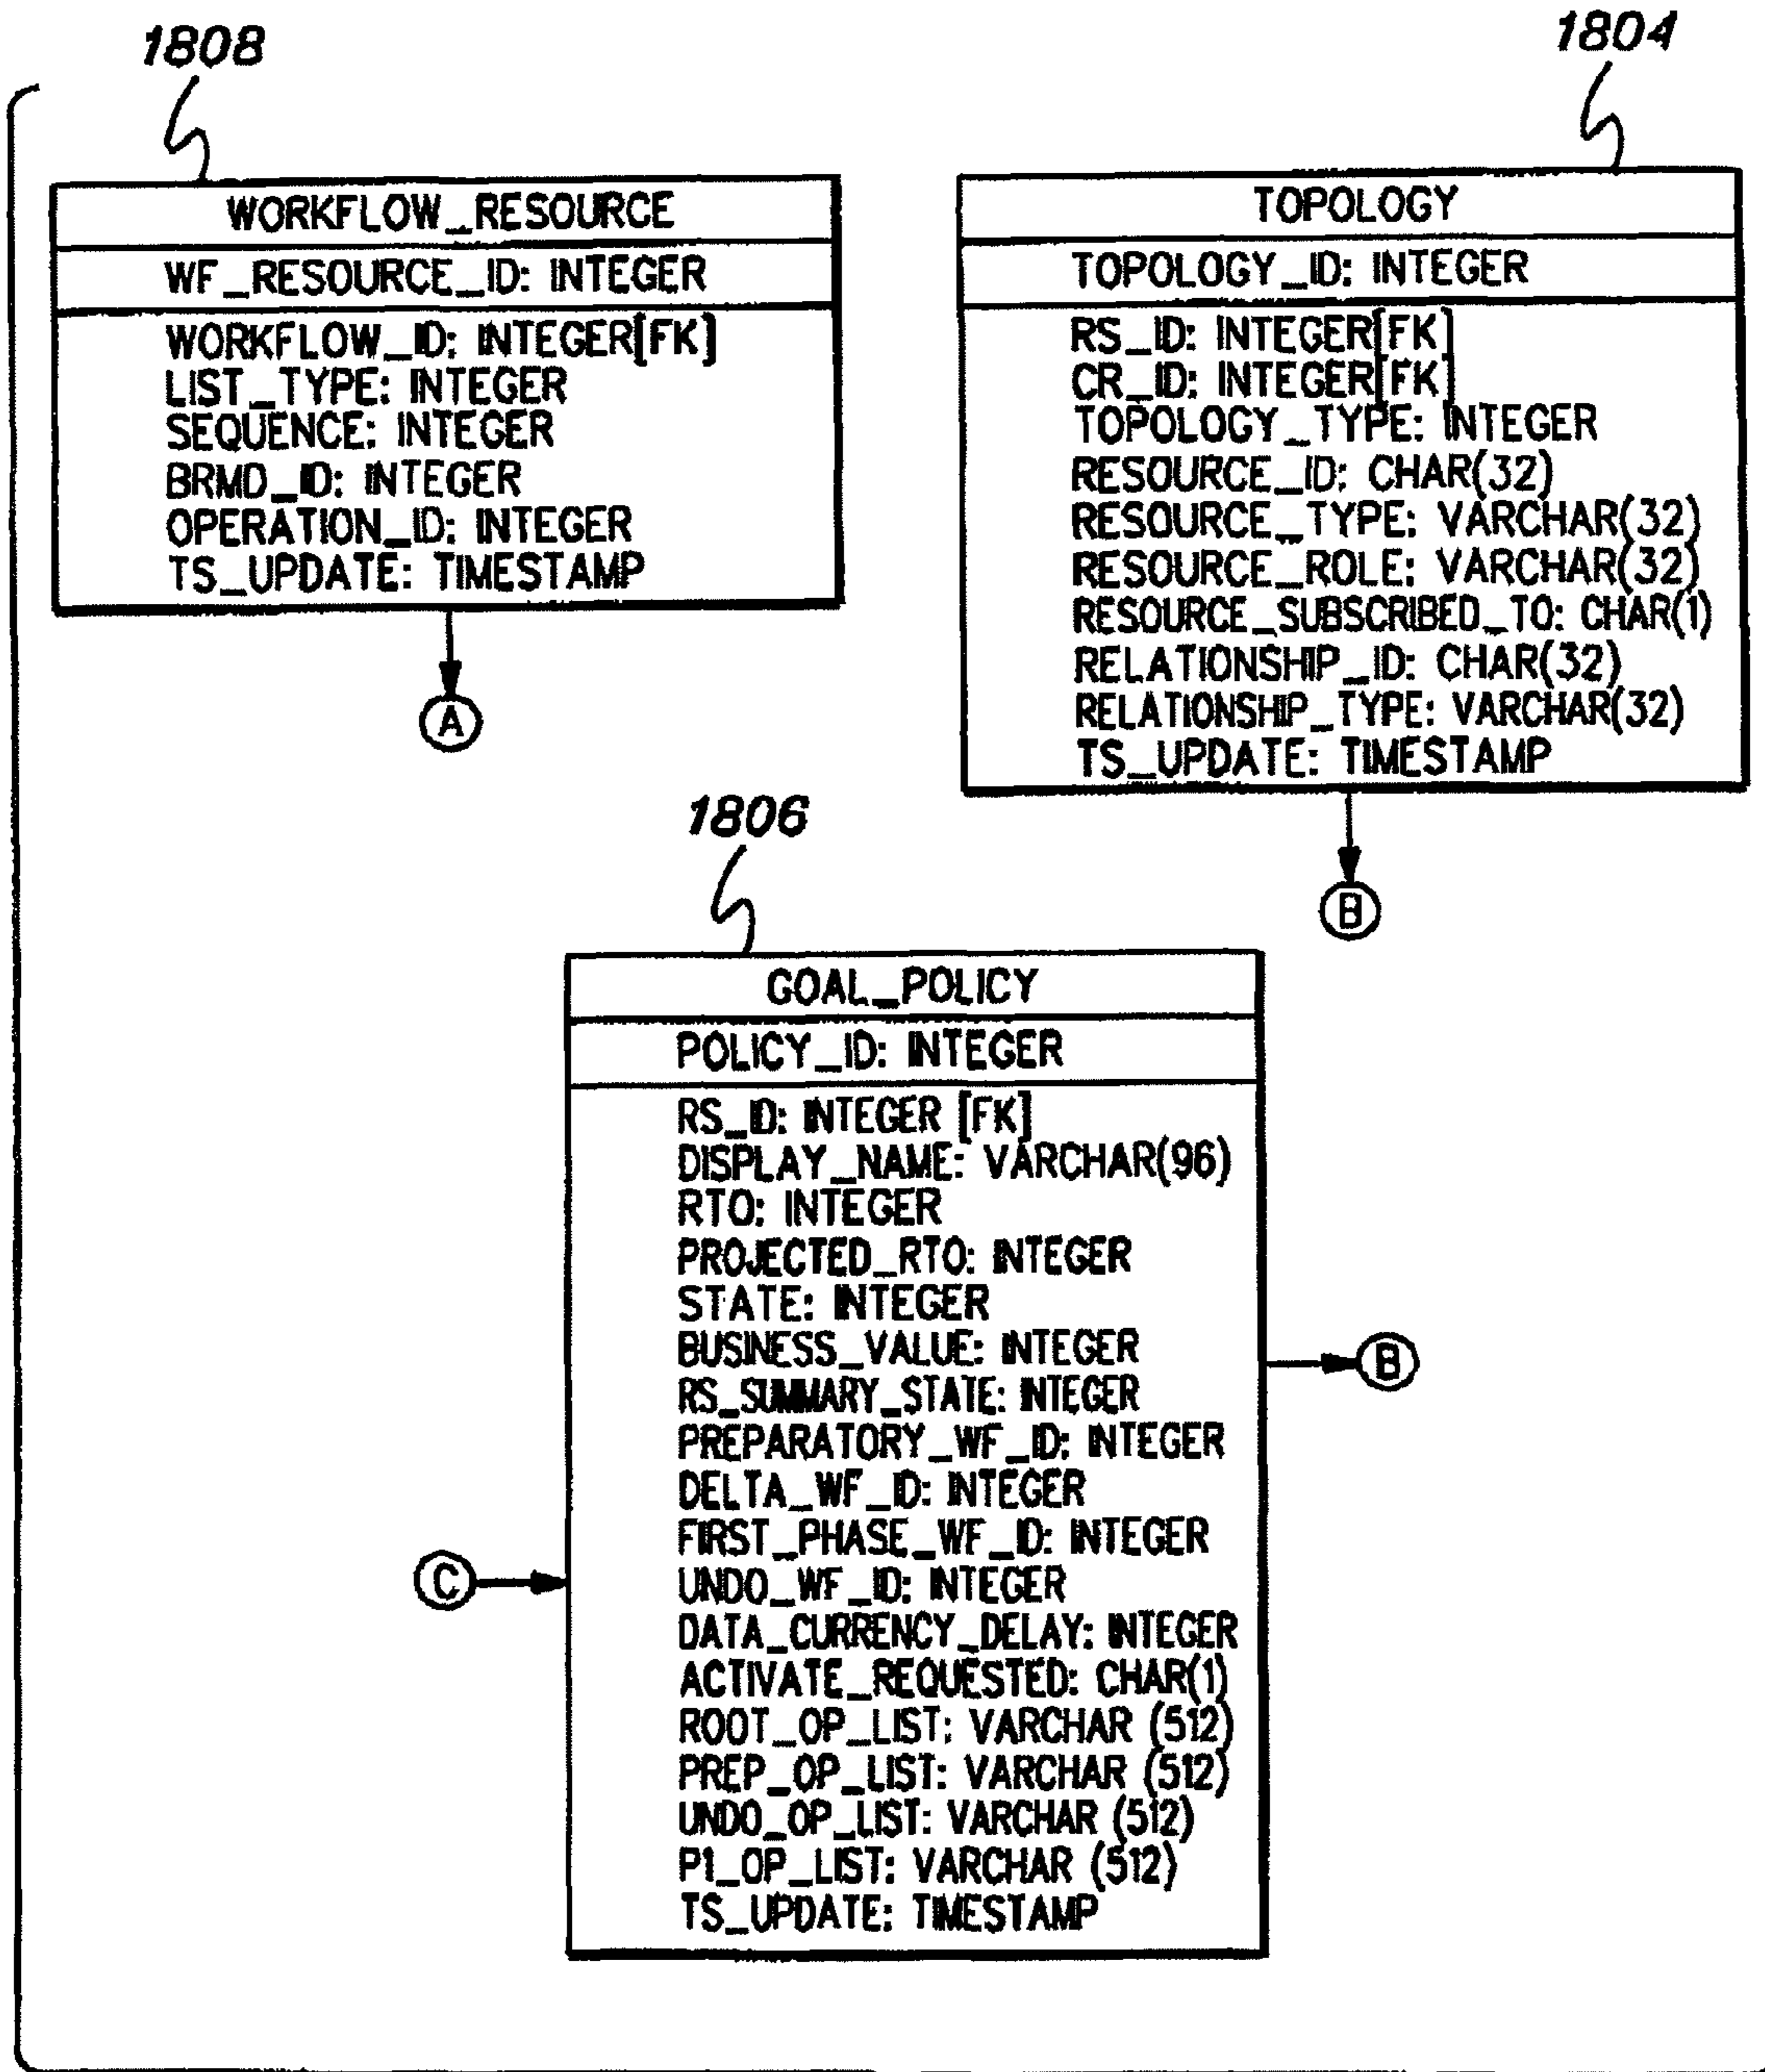 1808
WORKFLOW_RESOURCE
WF_RESOURCE_ID: INTEGER
WORKFLOW_ID: INTEGER[FK]
LIST_TYPE: INTEGER
SEQUENCE: INTEGER
BRMD_ID: INTEGER
OPERATION_ID: INTEGER
TS_UPDATE: TIMESTAMP
A
1804
TOPOLOGY
TOPOLOGY_ID: INTEGER
RS_ID: INTEGER[FK]
CR_ID: INTEGER[FK]
TOPOLOGY_TYPE: INTEGER
RESOURCE_ID: CHAR(32)
RESOURCE_TYPE: VARCHAR(32)
RESOURCE_ROLE: VARCHAR(32)
RESOURCE_SUBSCRIBED_TO: CHAR(1)
RELATIONSHIP_ID: CHAR(32)
RELATIONSHIP_TYPE: VARCHAR(32)
TS_UPDATE: TIMESTAMP
B
1806
GOAL_POLICY
POLICY_ID: INTEGER
RS_ID: INTEGER [FK]
DISPLAY_NAME: VARCHAR(96)
RTO: INTEGER
PROJECTED_RTO: INTEGER
STATE: INTEGER
BUSINESS_VALUE: INTEGER
RS_SUMMARY_STATE: INTEGER
PREPARATORY_WF_ID: INTEGER
DELTA_WF_ID: INTEGER
FIRST_PHASE_WF_ID: INTEGER
UNDO_WF_ID: INTEGER
DATA_CURRENCY_DELAY: INTEGER
ACTIVATE_REQUESTED: CHAR(1)
ROOT_OP_LIST: VARCHAR (512)
PREP_OP_LIST: VARCHAR (512)
UNDO_OP_LIST: VARCHAR (512)
P1_OP_LIST: VARCHAR (512)
TS_UPDATE: TIMESTAMP
B
C